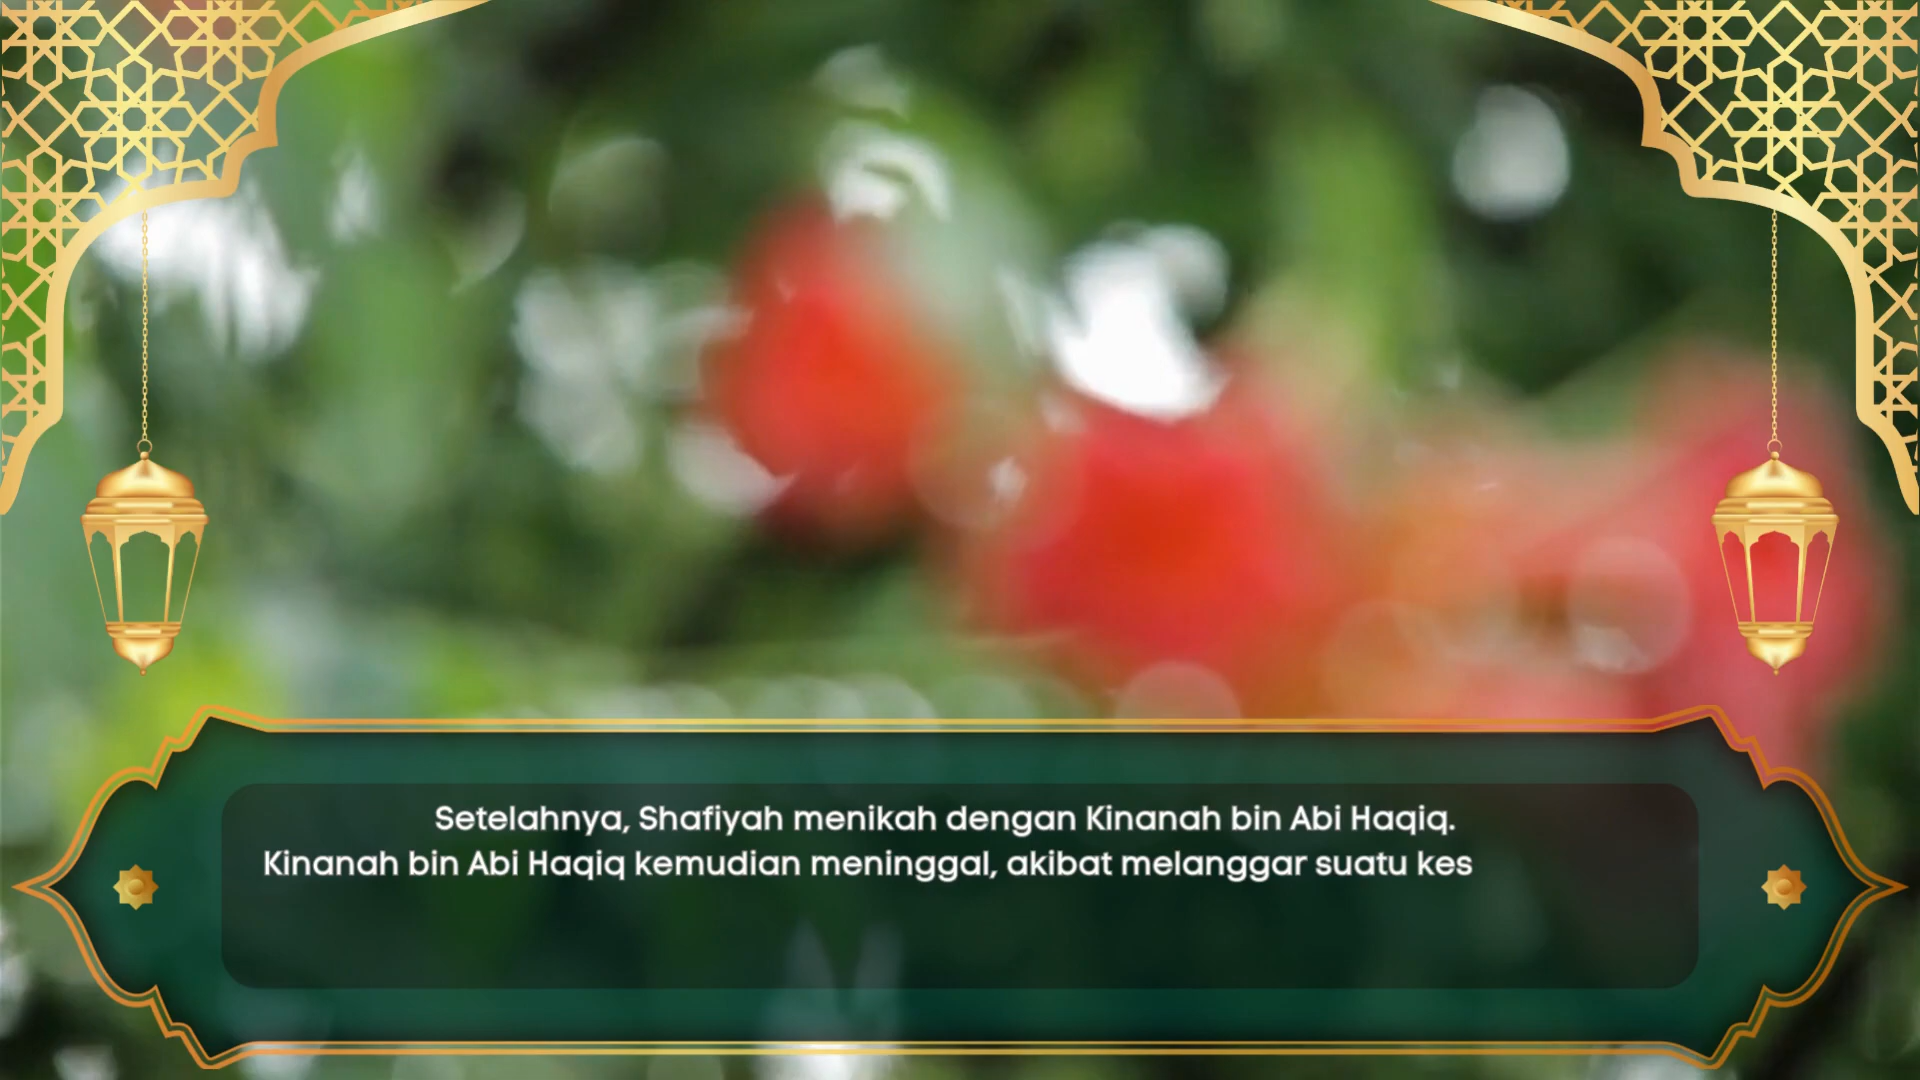 Setelahnya, Shafiyah menikah dengan Kinanah bin Abi Haqiq.
Kinanah bin Abi Haqiq kemudian meninggal, akibat melanggar suatu kes